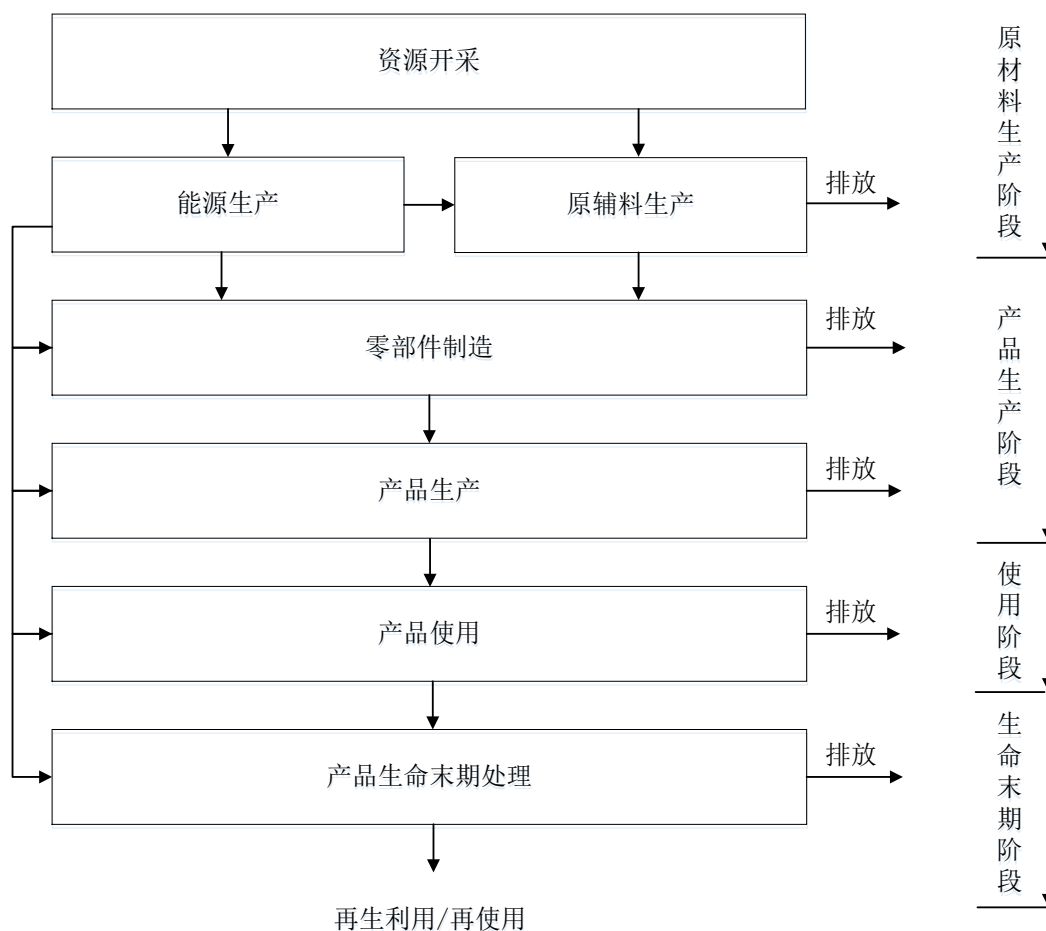 资源开采
能源生产
原辅料生产
排放
零部件制造
排放
产品生产
排放
产品使用
排放
产品生命末期处理
排放
再生利用/再使用
原材料生产阶段
产品生产阶段
使用阶段
生命末期阶段